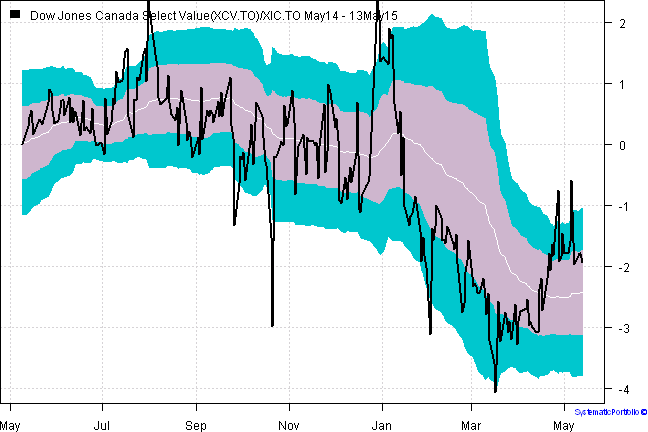 Dow Jones Canada Select Value(XCV.TO)/XIC.TO May14 - 13May15
2
1
0
-1
-2
-3
-4
May Jul Sep Nov Jan Mar May
SystematicPortfolio ©